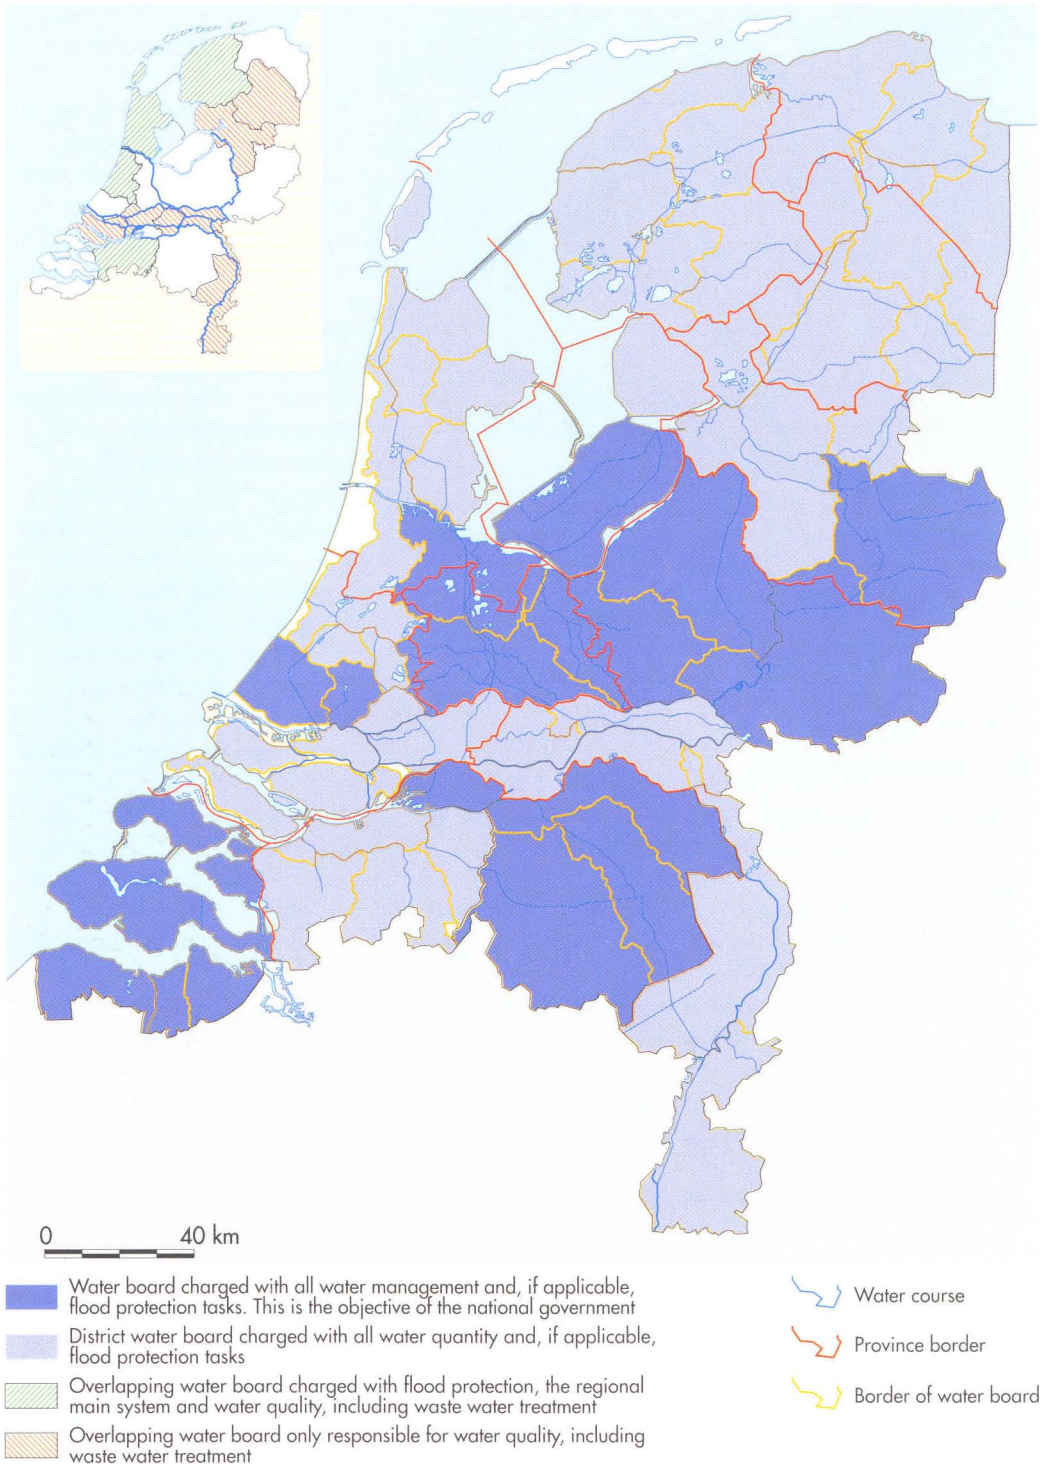 0 40 km
Water board charged with all water management and, if applicable,
flood protection tasks. This is the objective of the national government
District water board charged with all water quantity and, if applicable,
flood protection tasks
Overlapping water board charged with flood protection, the regional
main system and water quality, including waste water treatment
Overlapping water board only responsible for water quality, including
waste water treatment
Water course
Province border
Border of water board